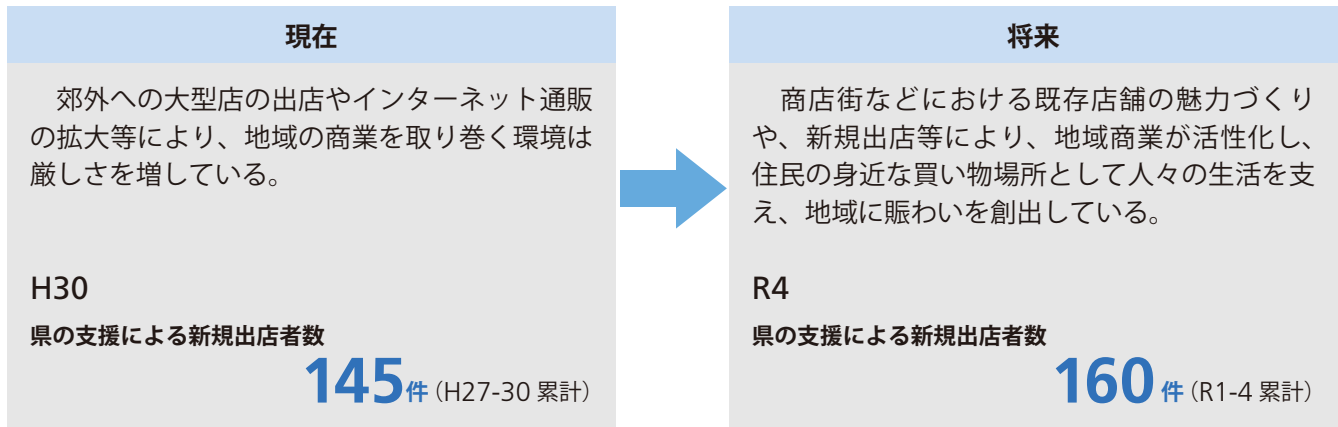 現在
郊外への大型店の出店やインターネット通販
の拡大等により、地域の商業を取り巻く環境は
厳しさを増している。
H30
県の支援による新規出店者数
145件（H27-30 累計）
将来
商店街などにおける既存店舗の魅力づくり
や、新規出店等により、地域商業が活性化し、
住民の身近な買い物場所として人々の生活を支
え、地域に賑わいを創出している。
R4
県の支援による新規出店者数
160件（R1-4 累計）